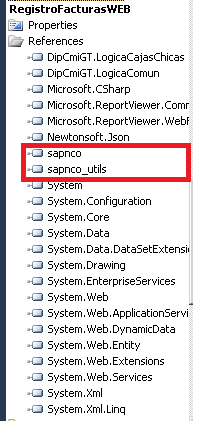 RegistroFacturasWEB
Properties
References
DipCmiGT.LogicaCajasChicas
DipCmiGT.LogicaComun
Microsoft.CSharp
Microsoft.ReportViewer.Comm
Microsoft.ReportViewer.Webf
Newtonsoft.Json
sapnco
sapnco_utils
System
System.Configuration
System.Core
System.Data
System.Data.DataSetExtensio
System.Drawing
System.EnterpriseServices
System.Web
System.Web.ApplicationServi
System.Web.DynamicData
System.Web.Entity
System.Web.Extensions
System.Web.Services
System.Xml
System.Xml.Linq